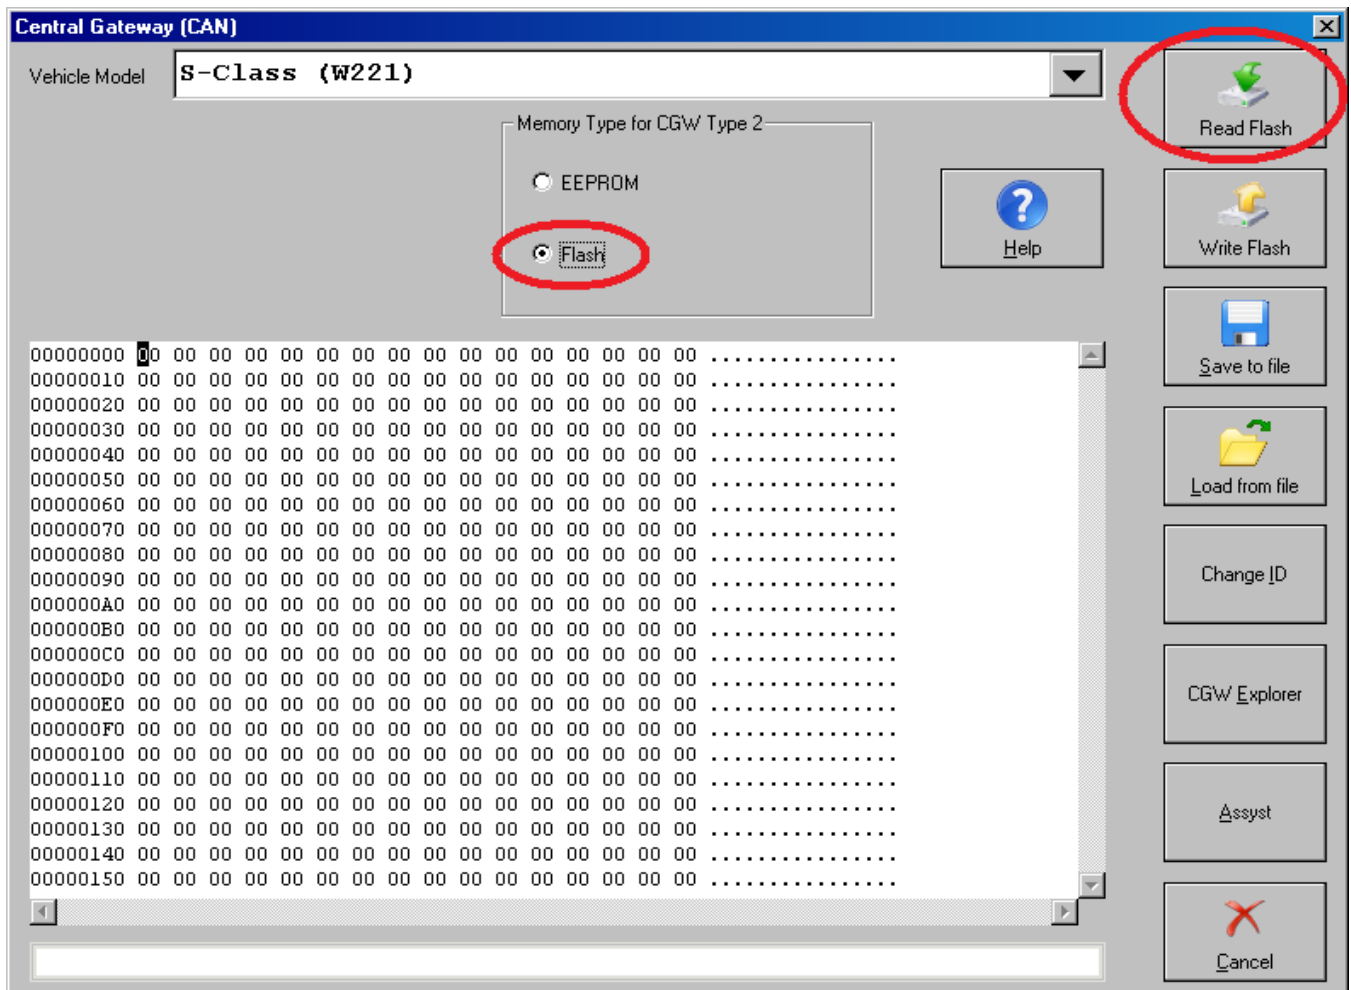 Central Gateway (CAN)
Vehicle Model
S-Class (W221)
Read Flash
Memory Type for CGW Type 2
EEPROM
Flash
Help
Write Flash
Save to file
Load from file
Change ID
CGW Explorer
Assyst
Cancel
00000000 00 00 00 00 00 00 00 00 00 00 00 00 00 00 00 00 ................
00000010 00 00 00 00 00 00 00 00 00 00 00 00 00 00 00 00 ................
00000020 00 00 00 00 00 00 00 00 00 00 00 00 00 00 00 00 ................
00000030 00 00 00 00 00 00 00 00 00 00 00 00 00 00 00 00 ................
00000040 00 00 00 00 00 00 00 00 00 00 00 00 00 00 00 00 ................
00000050 00 00 00 00 00 00 00 00 00 00 00 00 00 00 00 00 ................
00000060 00 00 00 00 00 00 00 00 00 00 00 00 00 00 00 00 ................
00000070 00 00 00 00 00 00 00 00 00 00 00 00 00 00 00 00 ................
00000080 00 00 00 00 00 00 00 00 00 00 00 00 00 00 00 00 ................
00000090 00 00 00 00 00 00 00 00 00 00 00 00 00 00 00 00 ................
000000A0 00 00 00 00 00 00 00 00 00 00 00 00 00 00 00 00 ................
000000B0 00 00 00 00 00 00 00 00 00 00 00 00 00 00 00 00 ................
000000C0 00 00 00 00 00 00 00 00 00 00 00 00 00 00 00 00 ................
000000D0 00 00 00 00 00 00 00 00 00 00 00 00 00 00 00 00 ................
000000E0 00 00 00 00 00 00 00 00 00 00 00 00 00 00 00 00 ................
000000F0 00 00 00 00 00 00 00 00 00 00 00 00 00 00 00 00 ................
00000100 00 00 00 00 00 00 00 00 00 00 00 00 00 00 00 00 ................
00000110 00 00 00 00 00 00 00 00 00 00 00 00 00 00 00 00 ................
00000120 00 00 00 00 00 00 00 00 00 00 00 00 00 00 00 00 ................
00000130 00 00 00 00 00 00 00 00 00 00 00 00 00 00 00 00 ................
00000140 00 00 00 00 00 00 00 00 00 00 00 00 00 00 00 00 ................
00000150 00 00 00 00 00 00 00 00 00 00 00 00 00 00 00 00 ................